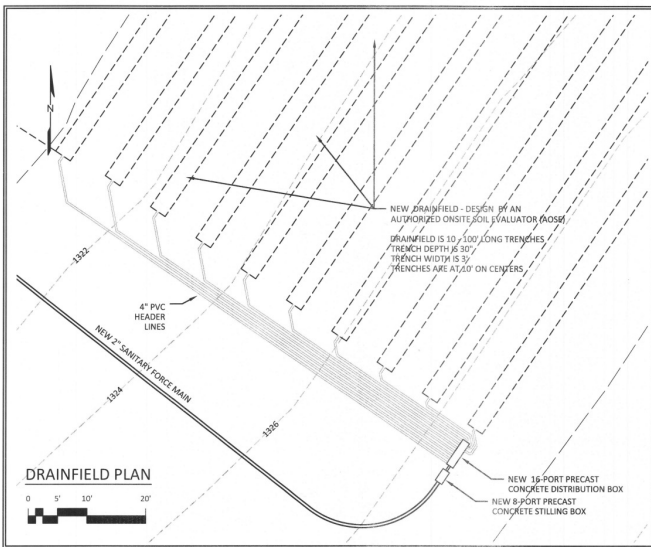 N
NEW DRAINFIELD - DESIGN BY AN
AUTHORIZED ONSITE SOIL EVALUATOR (AOSE)
DRAINFIELD IS 10 - 100' LONG TRENCHES
TRENCH DEPTH IS 30"
TRENCH WIDTH IS 3'
TRENCHES ARE AT 10' ON CENTERS
1322
4" PVC
HEADER
LINES
NEW 2" SANITARY FORCE MAIN
1324
1326
DRAINFIELD PLAN
0 5' 10' 20'
NEW 16-PORT PRECAST
CONCRETE DISTRIBUTION BOX
NEW 8-PORT PRECAST
CONCRETE STILLING BOX